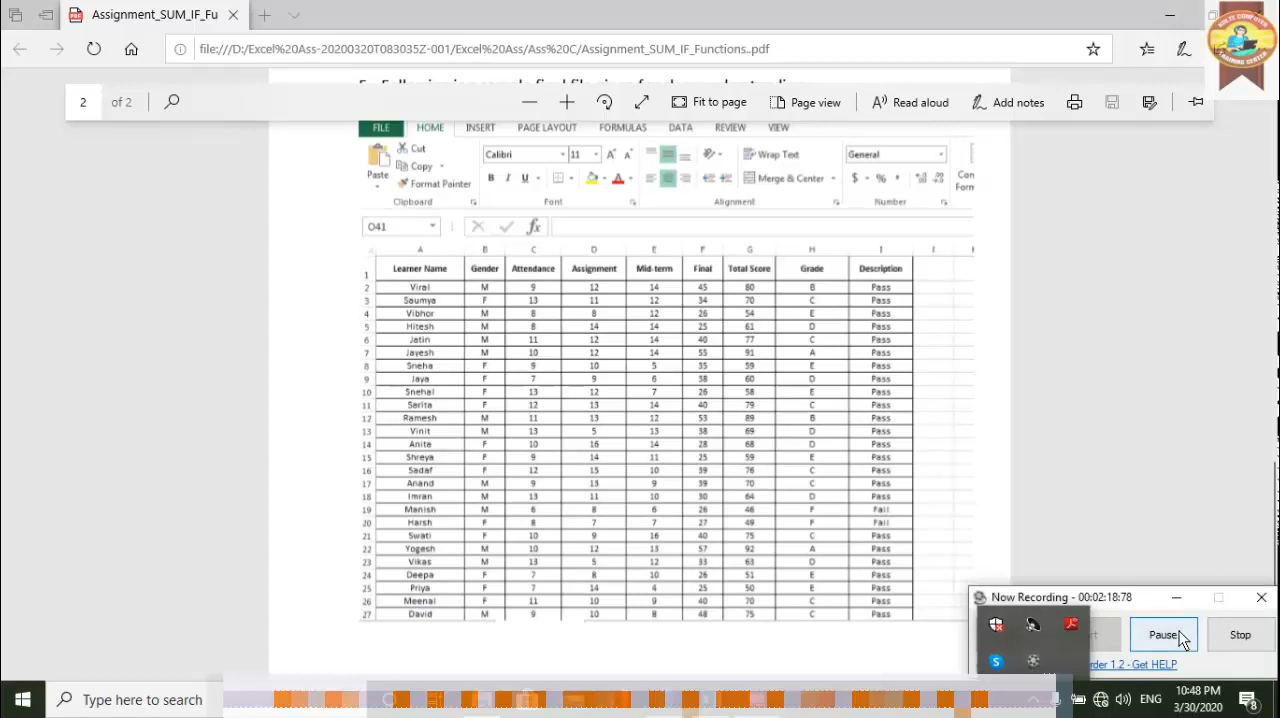 Assignment_SUM_IF_Fu
file:///D:/Excel%20Ass-20200320T083035Z-001/Excel%20Ass/Ass%20C/Assignment_SUM_IF_Functions..pdf
2 of 2 Fit to page Page view Read aloud Add notes
FILE HOME INSERT PAGE LAYOUT FORMULAS DATA REVIEW VIEW
Paste Cut Calibri 11 Wrap Text General
Copy
Format Painter B I U A Merge & Center $ % ,
Clipboard Font Alignment Number
O41 fx
A B C D E F G H I J
1 Learner Name Gender Attendance Assignment Mid-term Final Total Score Grade Description
2 Viral M 9 12 14 45 80 B Pass
3 Saumya F 13 11 12 34 70 C Pass
4 Vibhor M 8 8 12 26 54 E Pass
5 Hitesh M 8 14 14 25 61 D Pass
6 Jatin M 11 12 14 40 77 C Pass
7 Jayesh M 10 12 14 55 91 A Pass
8 Sneha F 9 10 5 35 59 E Pass
9 Jaya F 7 9 6 38 60 D Pass
10 Snehal F 13 12 7 26 58 E Pass
11 Sarita F 12 13 14 40 79 C Pass
12 Ramesh M 11 13 12 53 89 B Pass
13 Vinit M 13 5 13 38 69 D Pass
14 Anita F 10 16 14 28 68 D Pass
15 Shreya F 9 14 11 25 59 E Pass
16 Sadaf F 12 15 10 39 76 C Pass
17 Anand M 9 13 9 39 70 C Pass
18 Imran M 13 11 10 30 64 D Pass
19 Manish M 6 8 6 26 46 F Fail
20 Harsh F 8 7 7 27 49 F Fail
21 Swati F 10 9 16 40 75 C Pass
22 Yogesh M 10 12 13 57 92 A Pass
23 Vikas M 13 5 12 33 63 D Pass
24 Deepa F 7 8 10 26 51 E Pass
25 Priya F 7 14 4 25 50 E Pass
26 Meenal F 11 10 9 40 70 C Pass
27 David M 9 10 8 48 75 C Pass
Now Recording - 00:02:18:78
Pause Stop
rder 1.2 - Get HELP
Type here to search
ENG 10:48 PM
3/30/2020 8